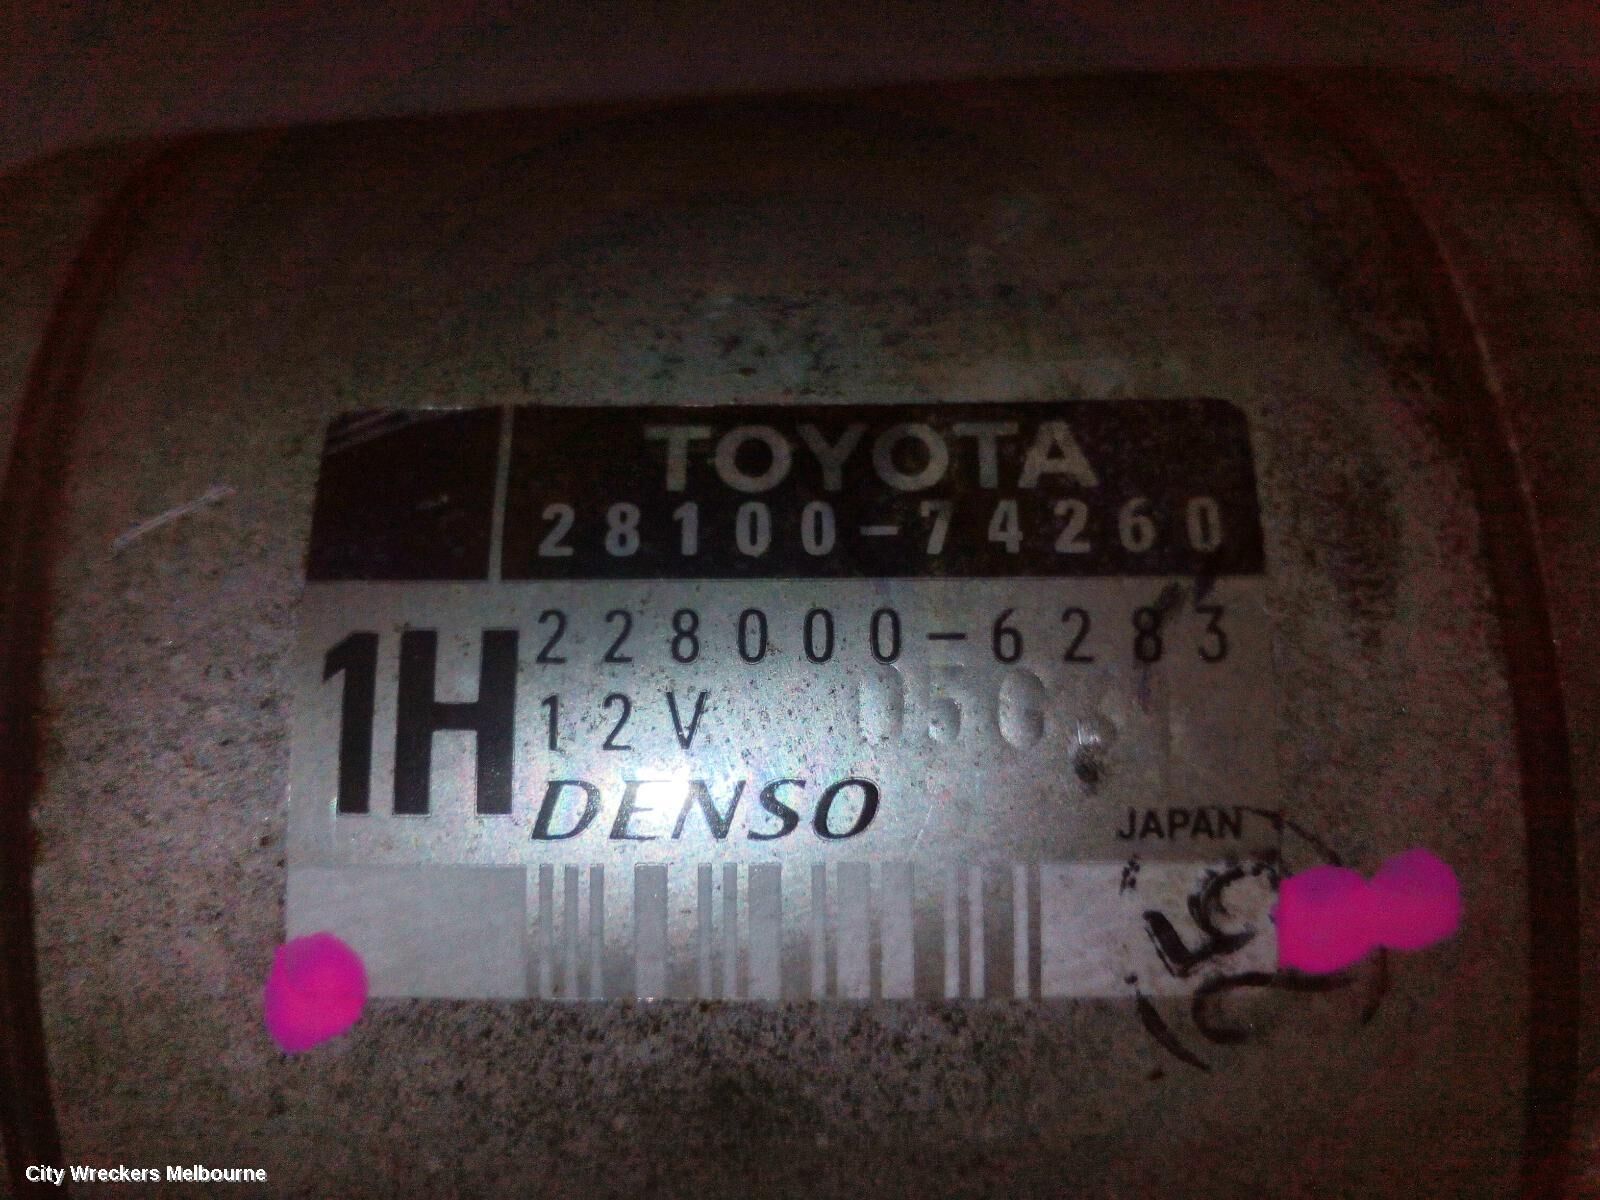 TOYOTA
28100-74260
1H
228000-6283
12V
DENSO
JAPAN
City Wreckers Melbourne